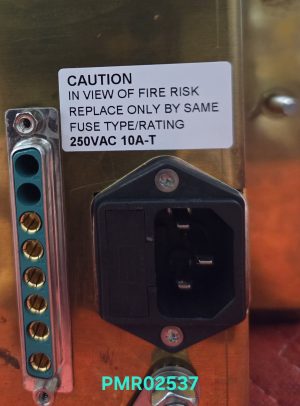 CAUTION
IN VIEW OF FIRE RISK
REPLACE ONLY BY SAME
FUSE TYPE/RATING
250VAC 10A-T
PMR02537